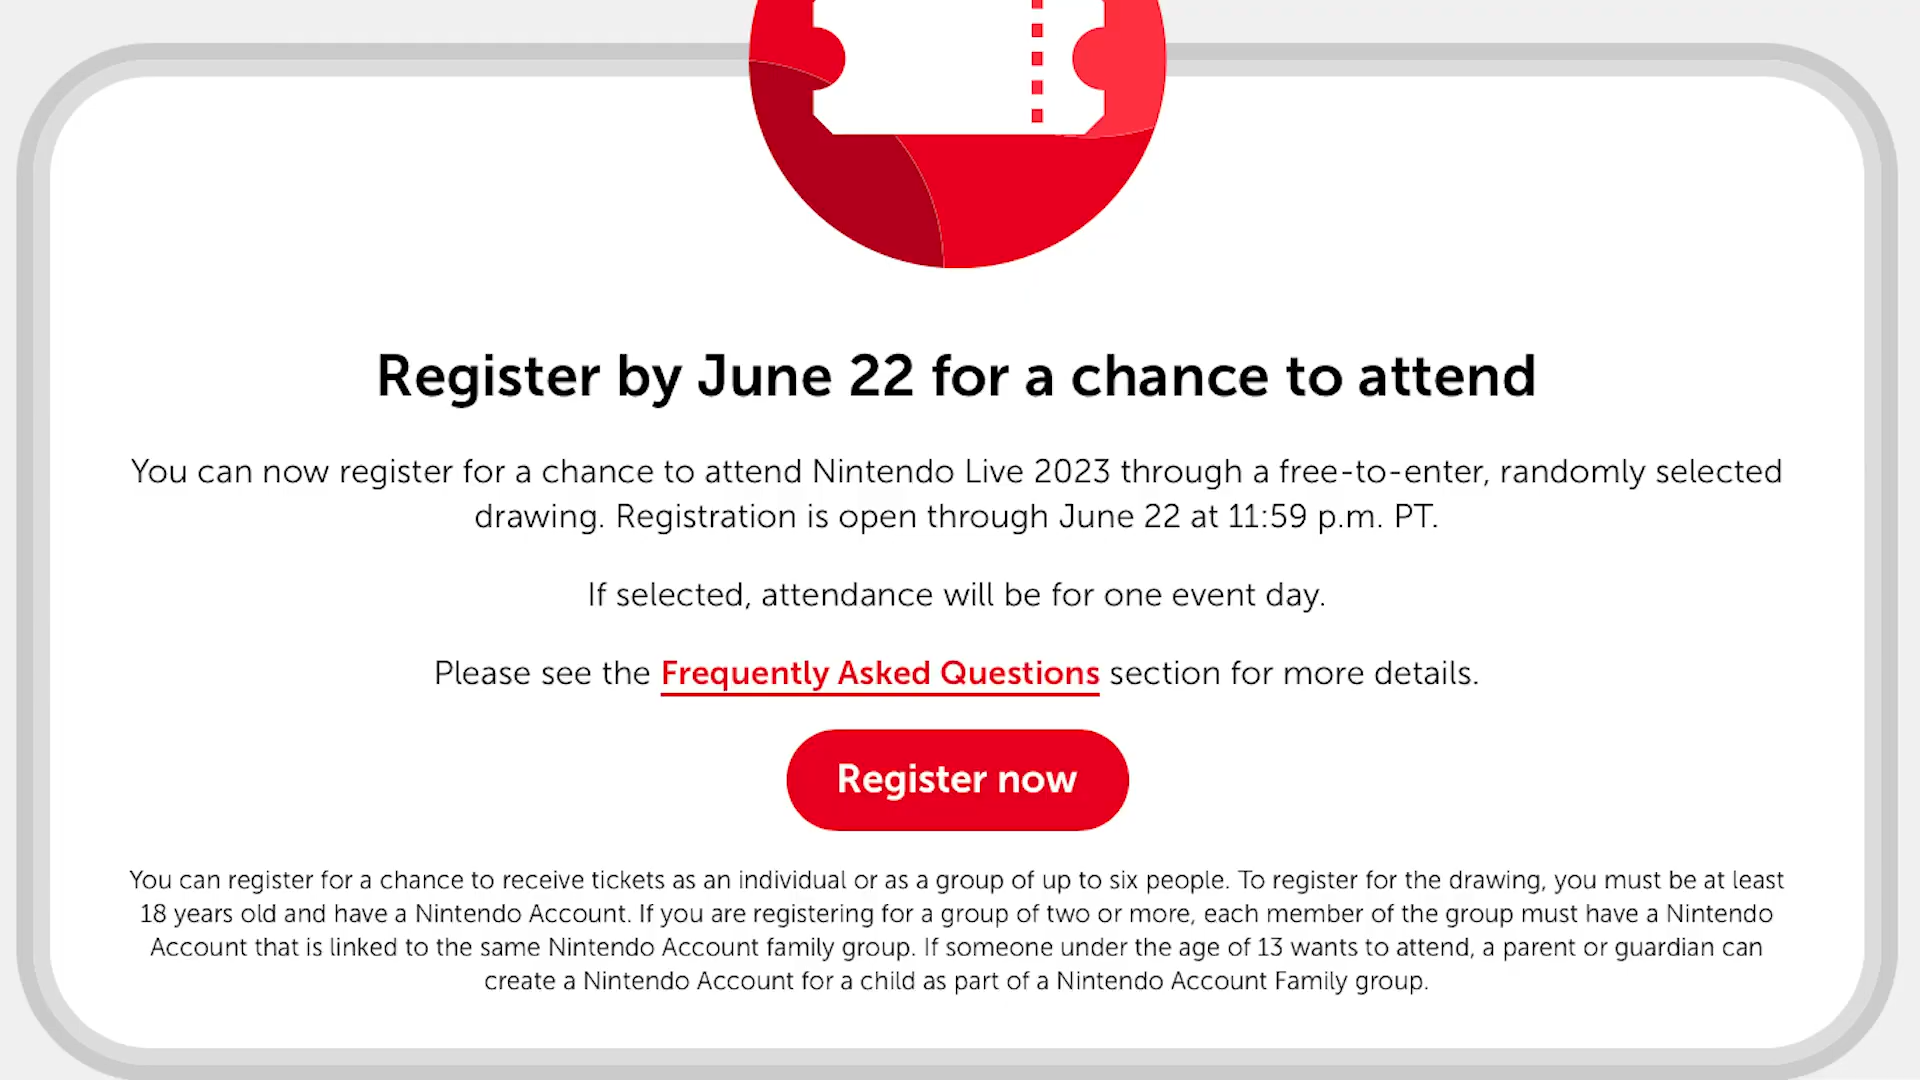 Register by June 22 for a chance to attend
You can now register for a chance to attend Nintendo Live 2023 through a free-to-enter, randomly selected
drawing. Registration is open through June 22 at 11:59 p.m. PT.
If selected, attendance will be for one event day.
Please see the Frequently Asked Questions section for more details.
Register now
You can register for a chance to receive tickets as an individual or as a group of up to six people. To register for the drawing, you must be at least
18 years old and have a Nintendo Account. If you are registering for a group of two or more, each member of the group must have a Nintendo
Account that is linked to the same Nintendo Account family group. If someone under the age of 13 wants to attend, a parent or guardian can
create a Nintendo Account for a child as part of a Nintendo Account Family group.